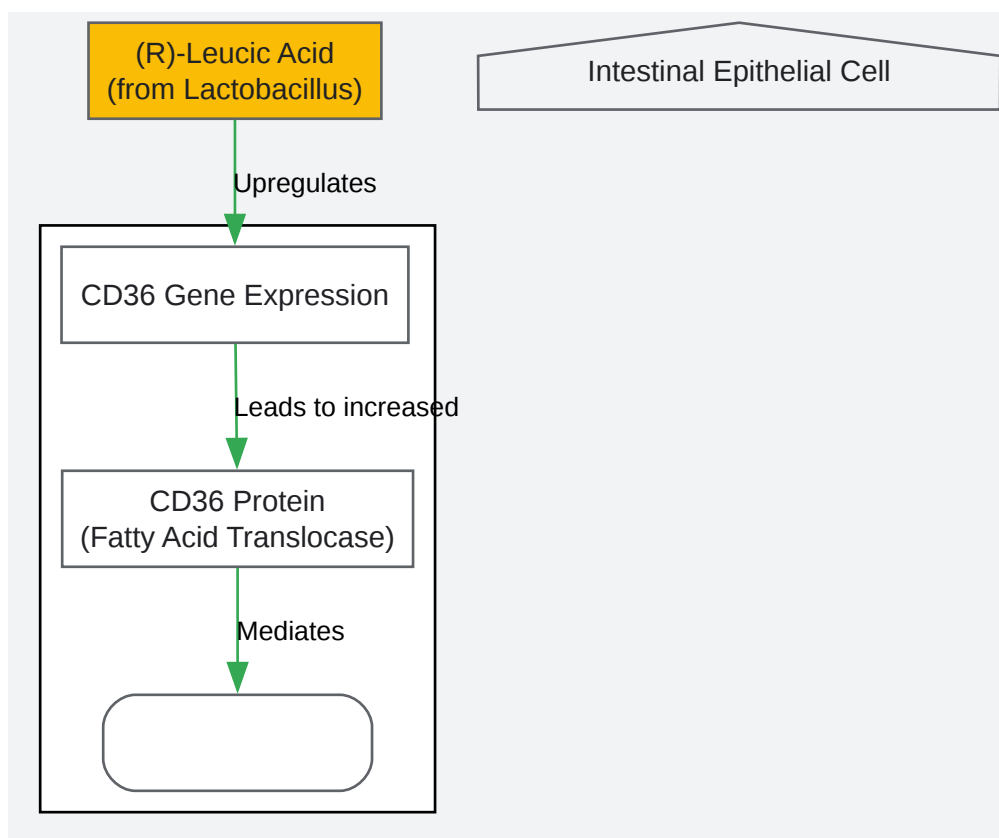 (R)-Leucic Acid
(from Lactobacillus)
Intestinal Epithelial Cell
Upregulates
CD36 Gene Expression
Leads to increased
CD36 Protein
(Fatty Acid Translocase)
Mediates